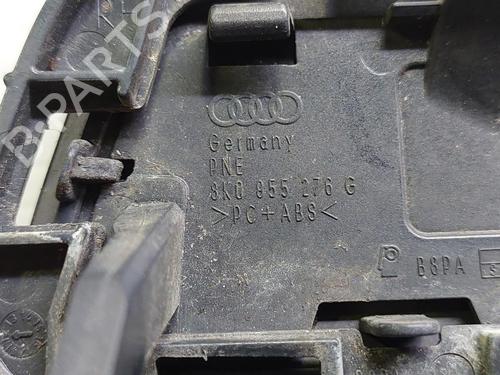 B-PARTS
Germany
PNE
8K0 955 276 G
>PC+ABS<
B8PA